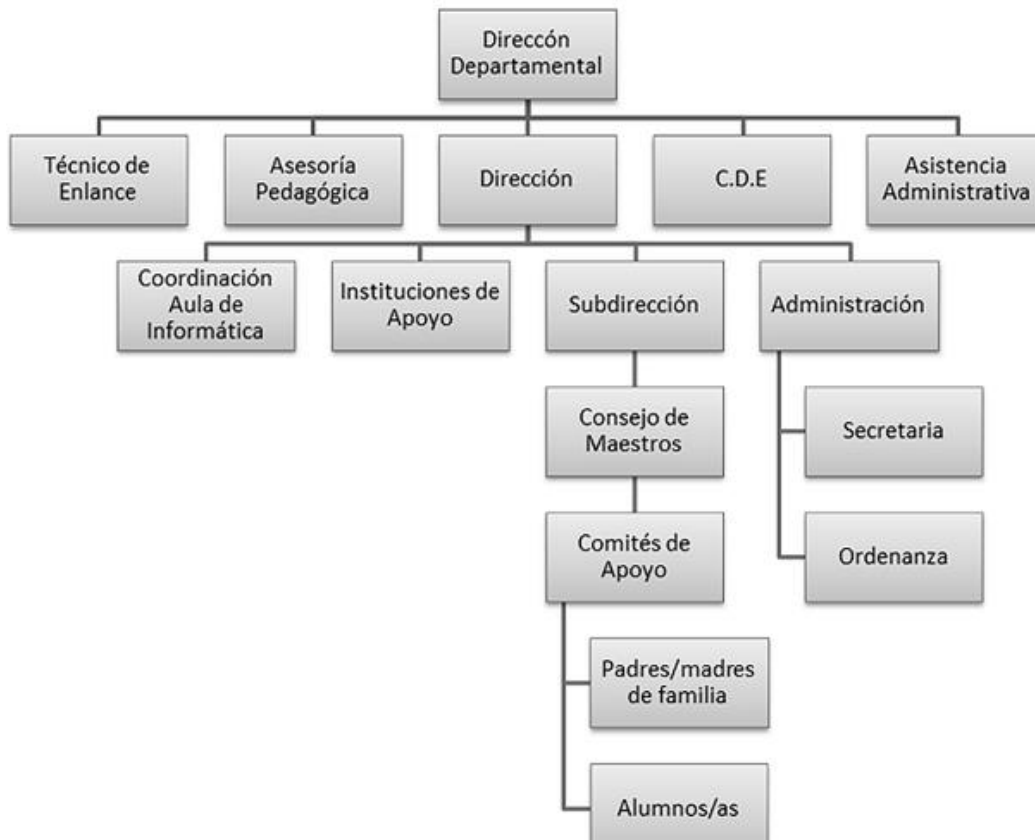 Direccón
Departamental
Técnico de
Enlance
Asesoría
Pedagógica
Dirección
C.D.E
Asistencia
Administrativa
Coordinación
Aula de
Informática
Instituciones de
Apoyo
Subdirección
Administración
Consejo de
Maestros
Secretaria
Comités de
Apoyo
Ordenanza
Padres/madres
de familia
Alumnos/as